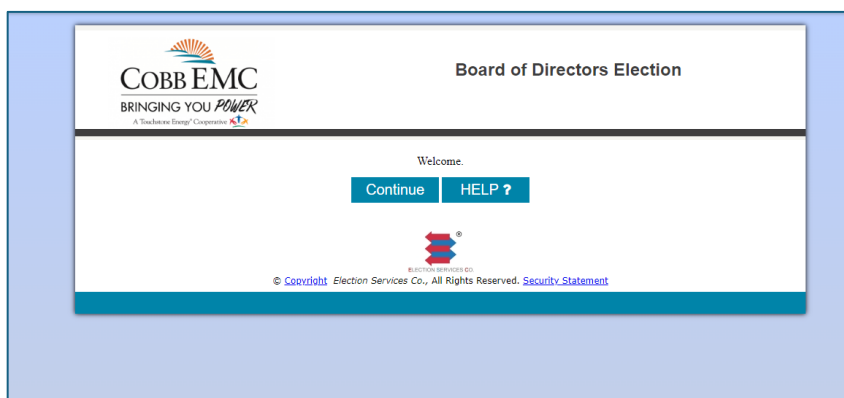 COBB EMC
BRINGING YOU POWER
A Touchstone Energy® Cooperative
Board of Directors Election
Welcome.
Continue
HELP ?
®
ELECTION SERVICES CO
© Copyright Election Services Co., All Rights Reserved. Security Statement